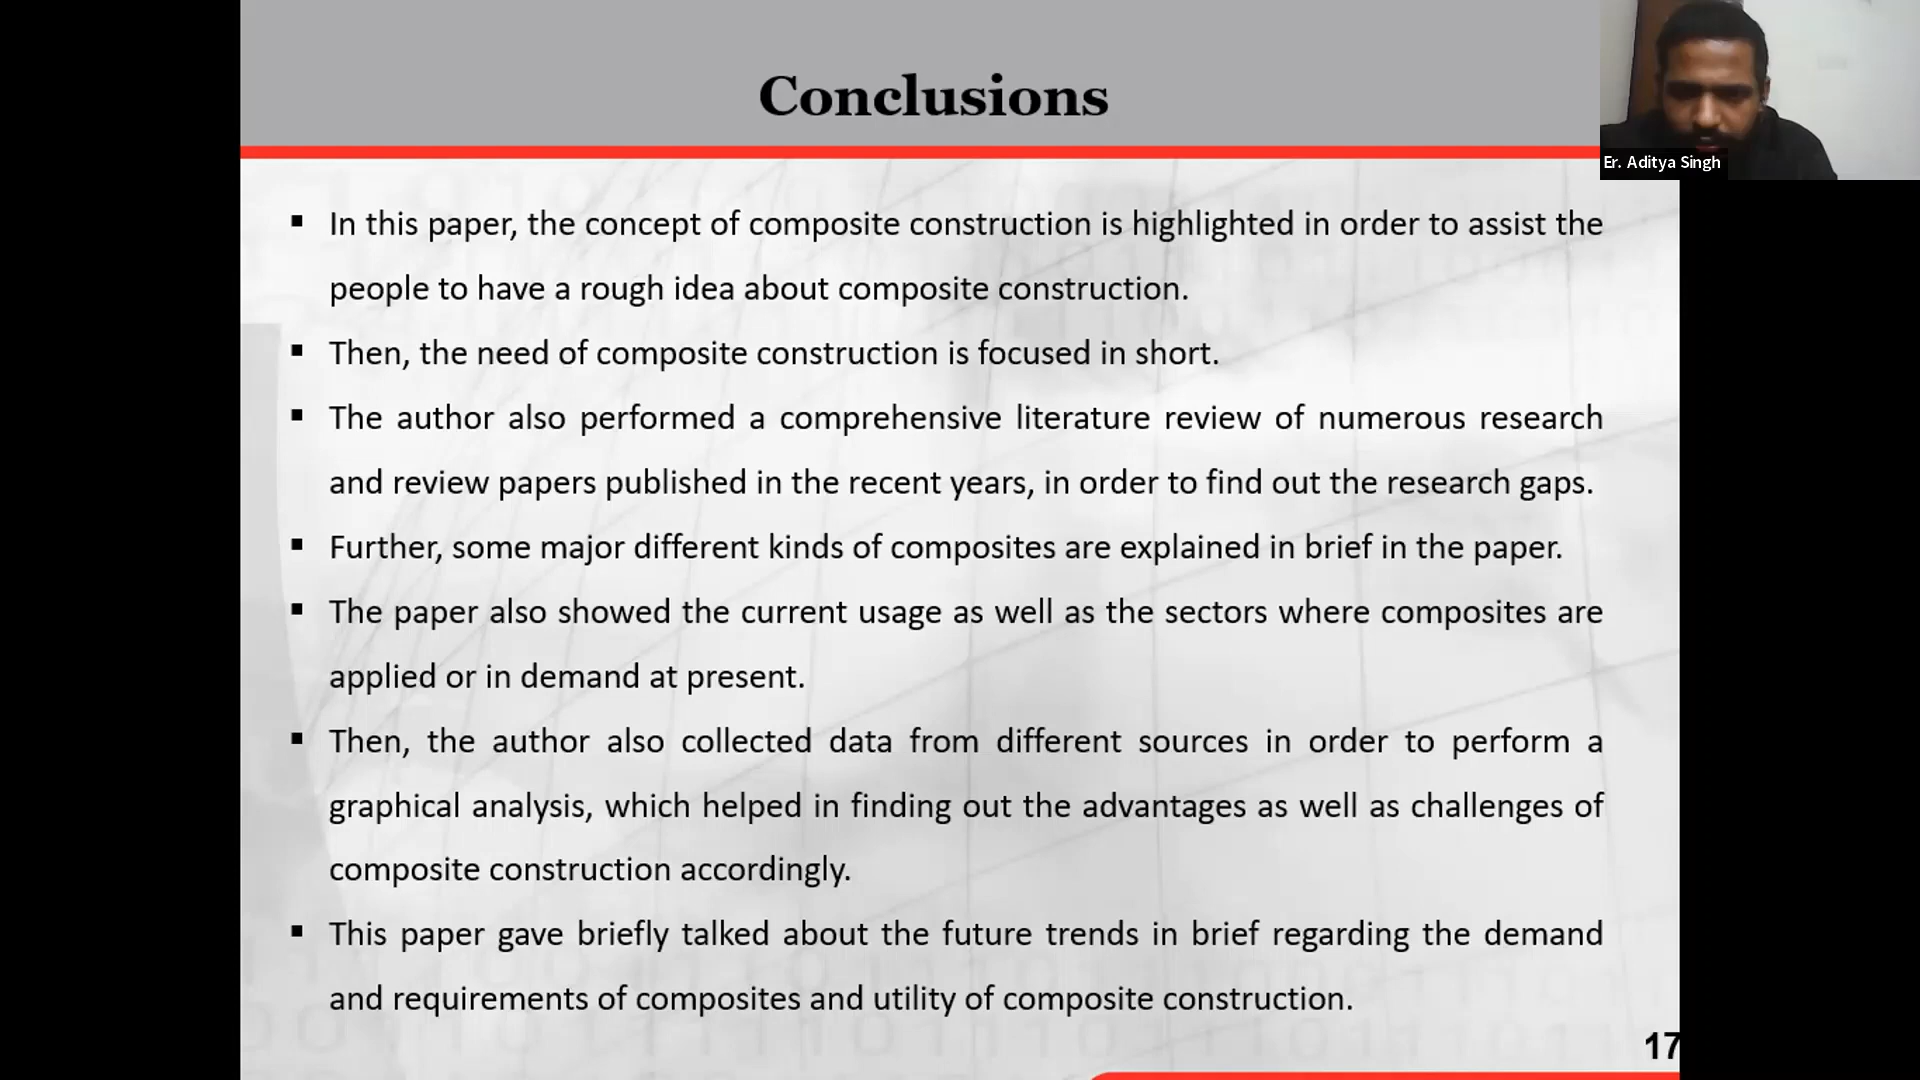 Conclusions
Er. Aditya Singh
▪ In this paper, the concept of composite construction is highlighted in order to assist the
people to have a rough idea about composite construction.
▪ Then, the need of composite construction is focused in short.
▪ The author also performed a comprehensive literature review of numerous research
and review papers published in the recent years, in order to find out the research gaps.
▪ Further, some major different kinds of composites are explained in brief in the paper.
▪ The paper also showed the current usage as well as the sectors where composites are
applied or in demand at present.
▪ Then, the author also collected data from different sources in order to perform a
graphical analysis, which helped in finding out the advantages as well as challenges of
composite construction accordingly.
▪ This paper gave briefly talked about the future trends in brief regarding the demand
and requirements of composites and utility of composite construction.
17